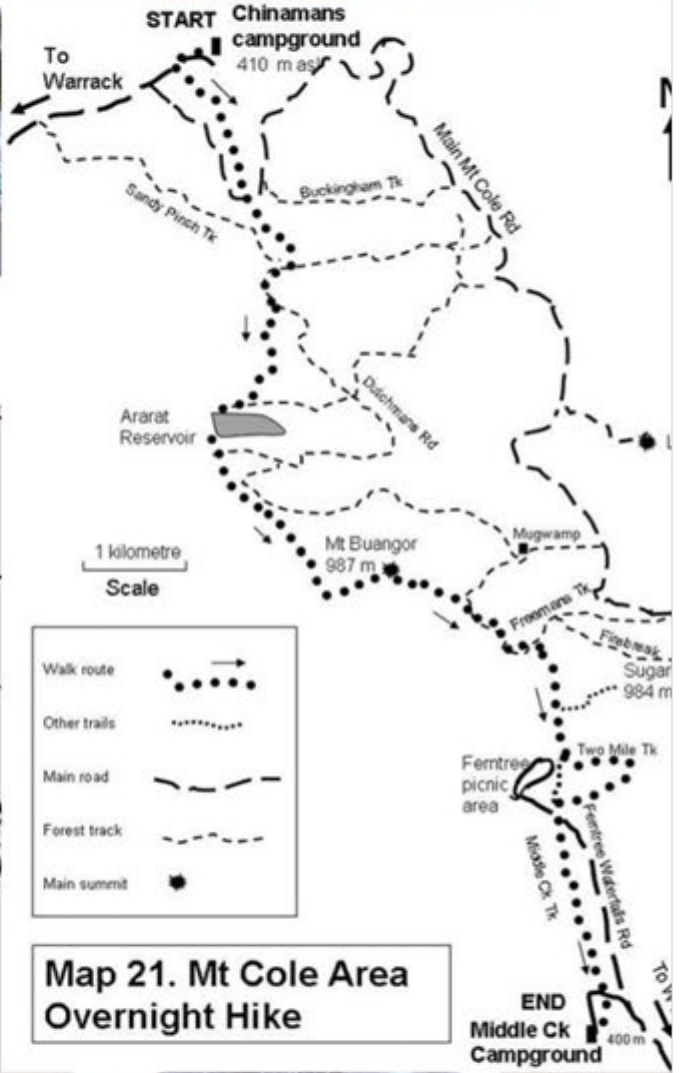 START
Chinamans
campground
410 m asl
To
Warrack
N
Main Mt Cole Rd
Buckingham Tk
Sandy Pinch Tk
Ararat
Reservoir
Dutchmans Rd
L
Mugwamp
Mt Buangor
987 m
1 kilometre
Scale
Freemans Tk
Firebreak
Sugar
984 m
Walk route
Other trails
Main road
Forest track
Main summit
Two Mile Tk
Ferntree
picnic
area
Ferntree Waterfalls Rd
Middle Ck Tk
To W
Map 21. Mt Cole Area
Overnight Hike
END
Middle Ck
Campground
400 m